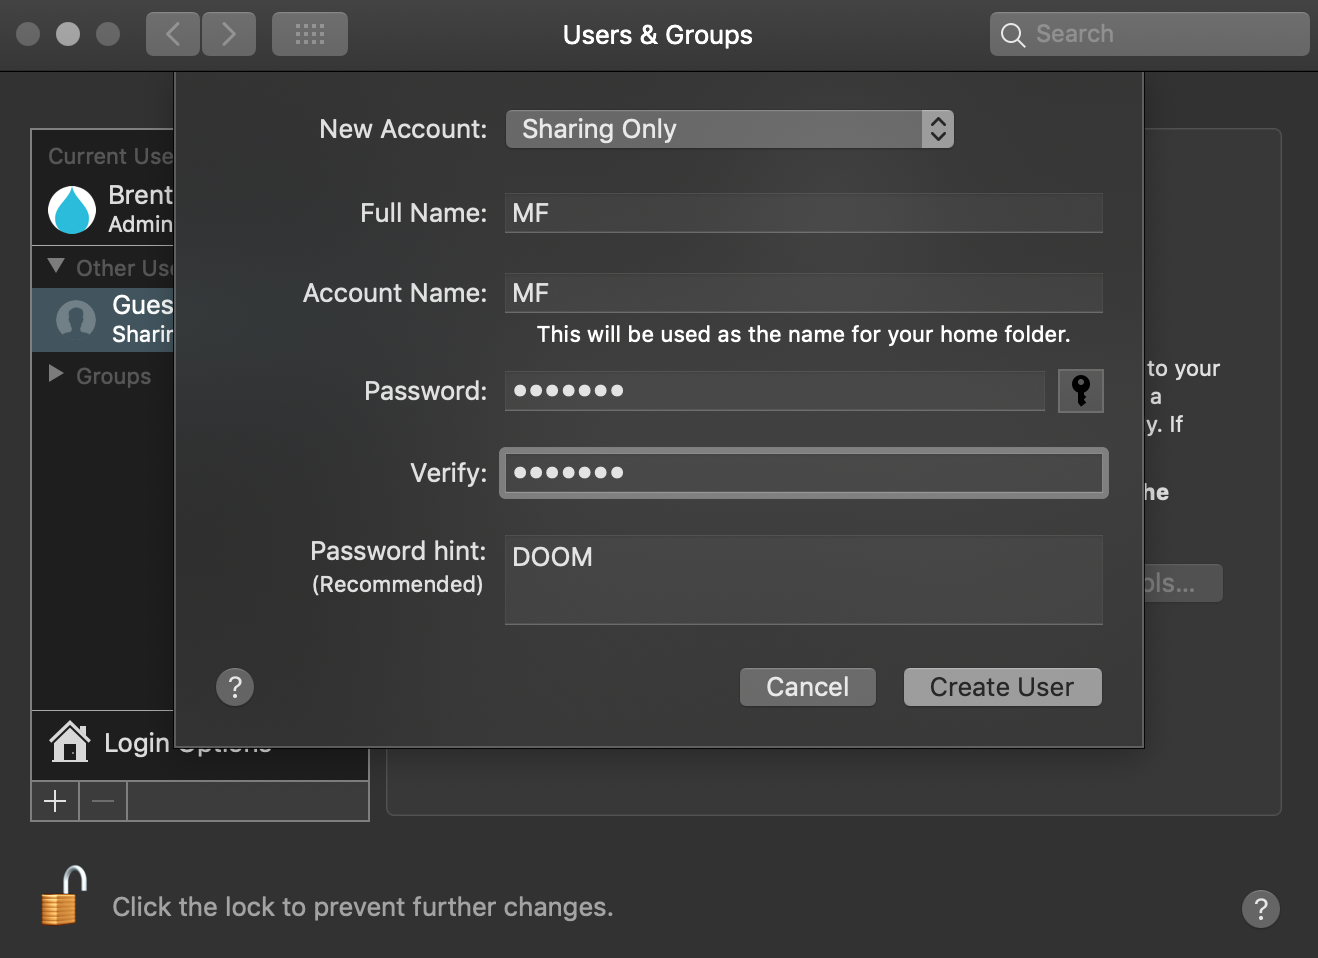 Users & Groups
Search
New Account:
Sharing Only
Current Use
Brent
Admin
Full Name:
MF
Other Us
Gues
Sharin
Account Name:
MF
This will be used as the name for your home folder.
Groups
Password:
•••••••
to your
a
y. If
Verify:
•••••••
he
Password hint:
(Recommended)
DOOM
ols...
?
Cancel
Create User
Login Options
+
−
Click the lock to prevent further changes.
?